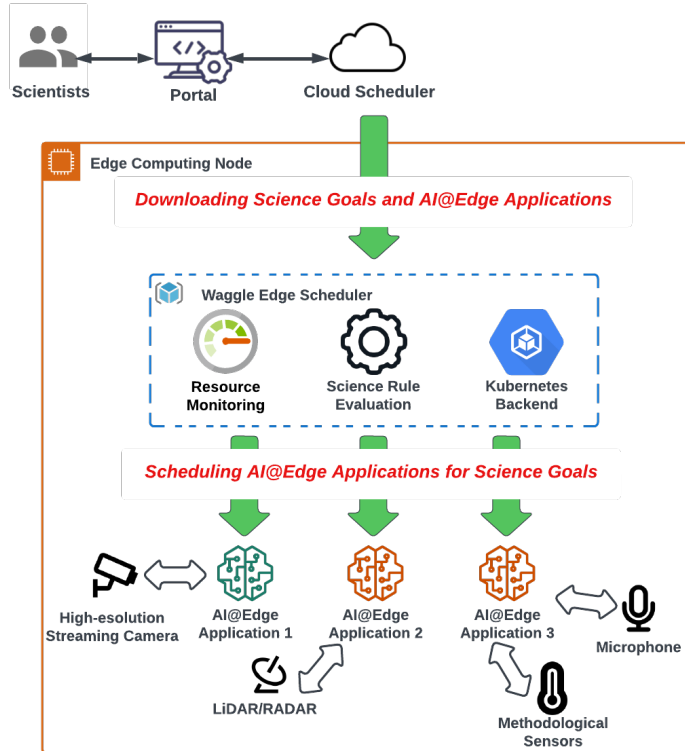 Scientists
Portal
Cloud Scheduler
Edge Computing Node
Downloading Science Goals and AI@Edge Applications
Waggle Edge Scheduler
Resource
Monitoring
Science Rule
Evaluation
Kubernetes
Backend
Scheduling AI@Edge Applications for Science Goals
High-esolution
Streaming Camera
AI@Edge
Application 1
AI@Edge
Application 2
AI@Edge
Application 3
Microphone
LiDAR/RADAR
Methodological
Sensors